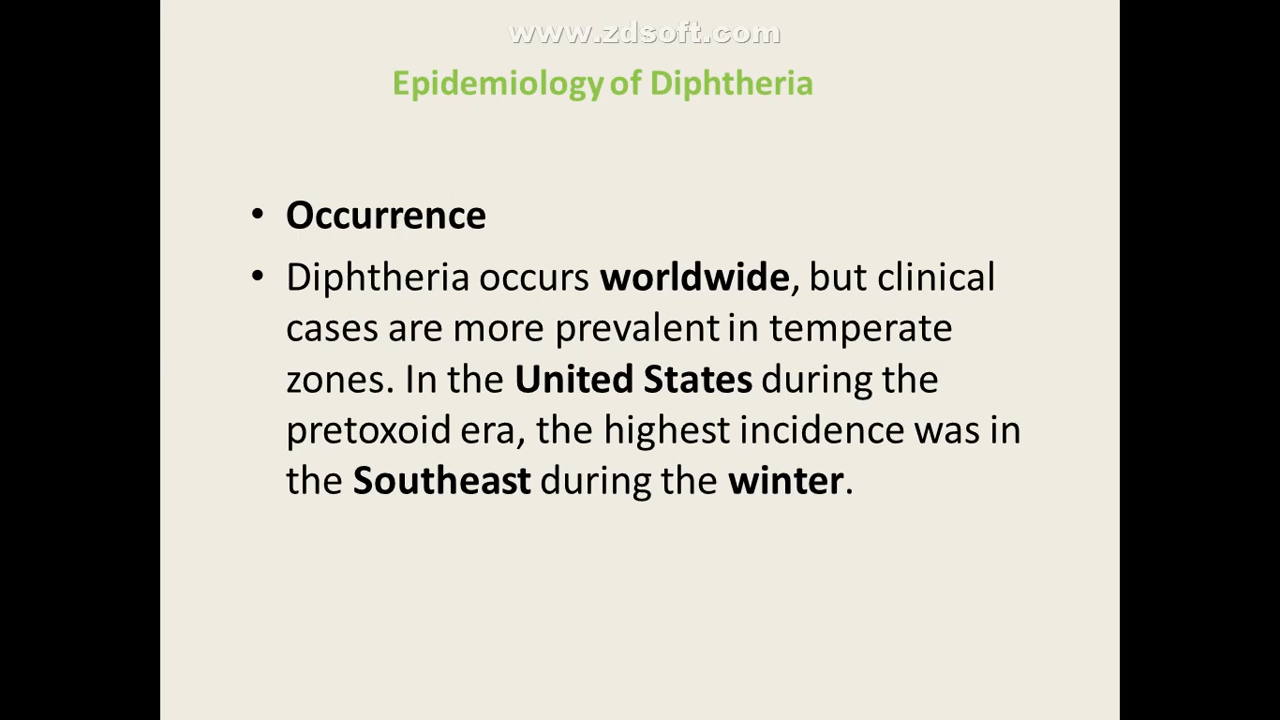 www.zdsoft.com
Epidemiology of Diphtheria
• Occurrence
• Diphtheria occurs worldwide, but clinical
cases are more prevalent in temperate
zones. In the United States during the
pretoxoid era, the highest incidence was in
the Southeast during the winter.